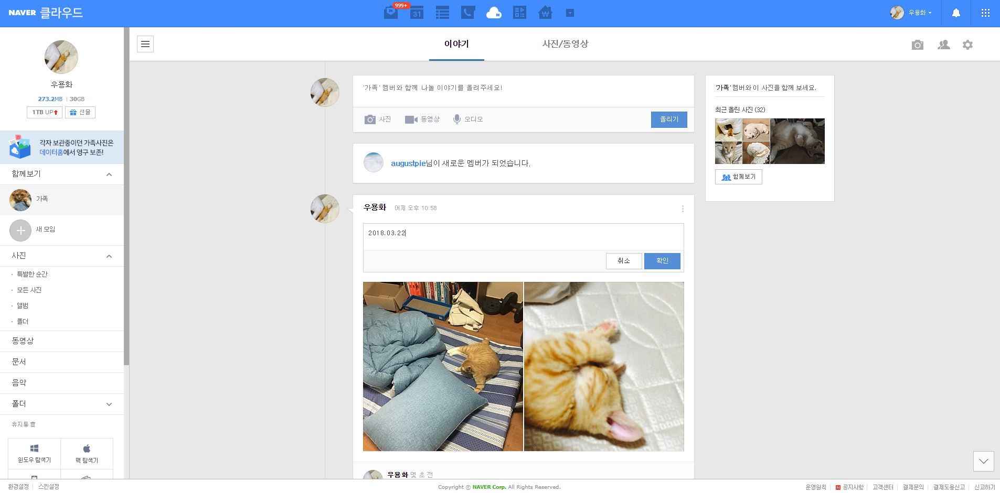 NAVER 클라우드
999+
31
우용화
이야기
사진/동영상
우용화
273.2MB | 30GB
1TB UP
선물
각자 보관중이던 가족사진은
데이터홈에서 영구 보존!
함께보기
가족
새 모임
사진
· 특별한 순간
· 모든 사진
· 앨범
· 폴더
동영상
문서
음악
폴더
휴지통
윈도우 탐색기
맥 탐색기
'가족' 멤버와 함께 나눌 이야기를 올려주세요!
사진
동영상
오디오
올리기
augustpie님이 새로운 멤버가 되었습니다.
우용화 어제 오후 10:58
2018.03.22
취소
확인
우용화 몇 초 전
'가족' 멤버와 이 사진을 함께 보세요.
최근 올린 사진 (32)
함께보기
환경설정 | 스킨설정
Copyright © NAVER Corp. All Rights Reserved.
운영원칙 | N 공지사항 | 고객센터 | 결제문의 | 결제도용신고 | 신고하기